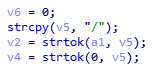 v6 = 0;
strcpy(v5, "/");
v2 = strtok(a1, v5);
v4 = strtok(0, v5);